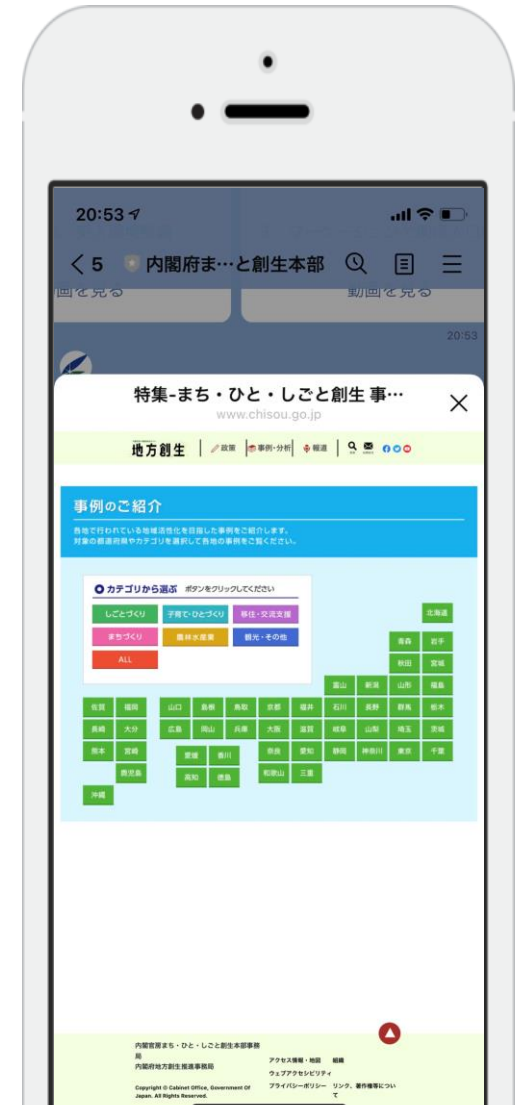 20:53
5 内閣府ま…と創生本部
動画を見る
20:53
特集-まち・ひと・しごと創生 事…
www.chisou.go.jp
地方創生 政策 事例・分析 報道
事例のご紹介
各地で行われている地域活性化を目指した事例をご紹介します。
対象の都道府県やカテゴリを選択して各地の事例をご覧ください。
カテゴリから選ぶ ボタンをクリックしてください
しごとづくり 子育て・ひとづくり 移住・交流支援
まちづくり 農林水産業 観光・その他
ALL
北海道
青森 岩手
秋田 宮城
富山 新潟 山形 福島
佐賀 福岡 山口 島根 鳥取 京都 福井 石川 長野 群馬 栃木
長崎 大分 広島 岡山 兵庫 大阪 滋賀 岐阜 山梨 埼玉 茨城
熊本 宮崎 愛媛 香川 奈良 愛知 静岡 神奈川 東京 千葉
鹿児島 高知 徳島 和歌山 三重
沖縄
内閣官房まち・ひと・しごと創生本部事務
局
内閣府地方創生推進事務局
Copyright © Cabinet Office, Government Of
Japan. All Rights Reserved.
アクセス情報・地図 組織
ウェブアクセシビリティ
プライバシーポリシー リンク、著作権等につい
て